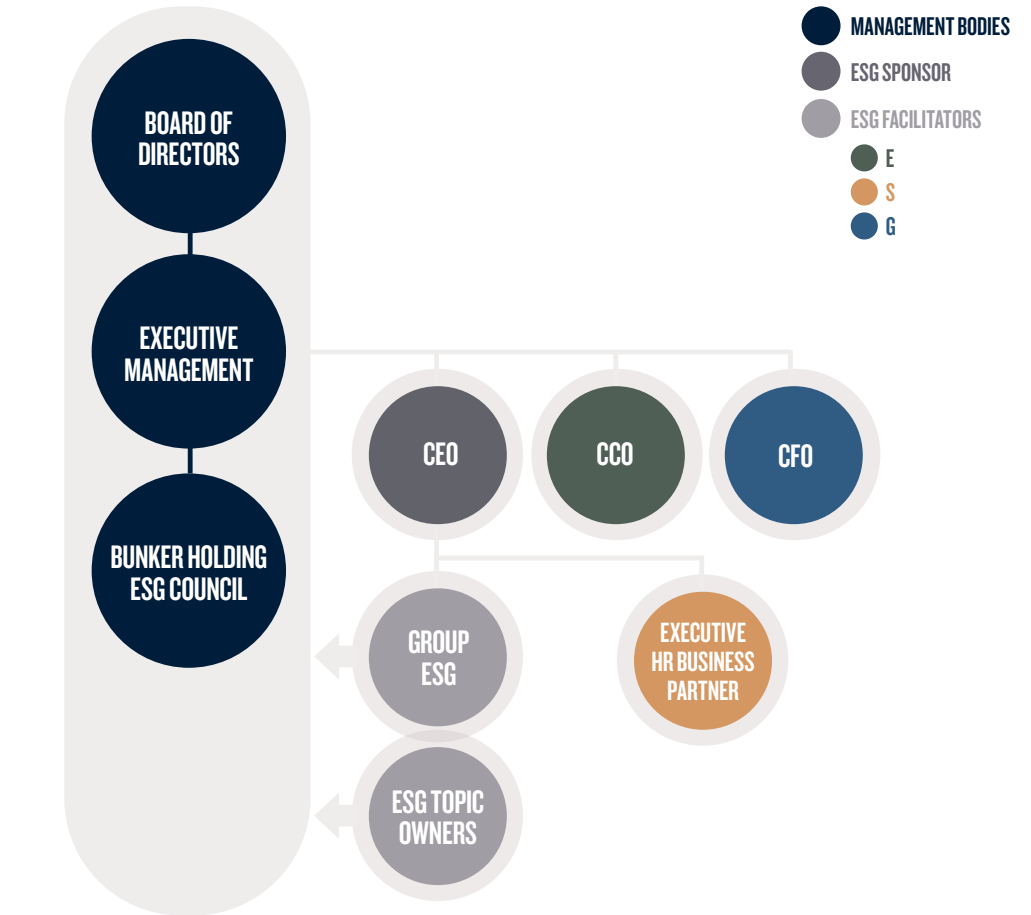 MANAGEMENT BODIES
ESG SPONSOR
ESG FACILITATORS
E
S
G
BOARD OF
DIRECTORS
EXECUTIVE
MANAGEMENT
BUNKER HOLDING
ESG COUNCIL
CEO
CCO
CFO
GROUP
ESG
EXECUTIVE
HR BUSINESS
PARTNER
ESG TOPIC
OWNERS